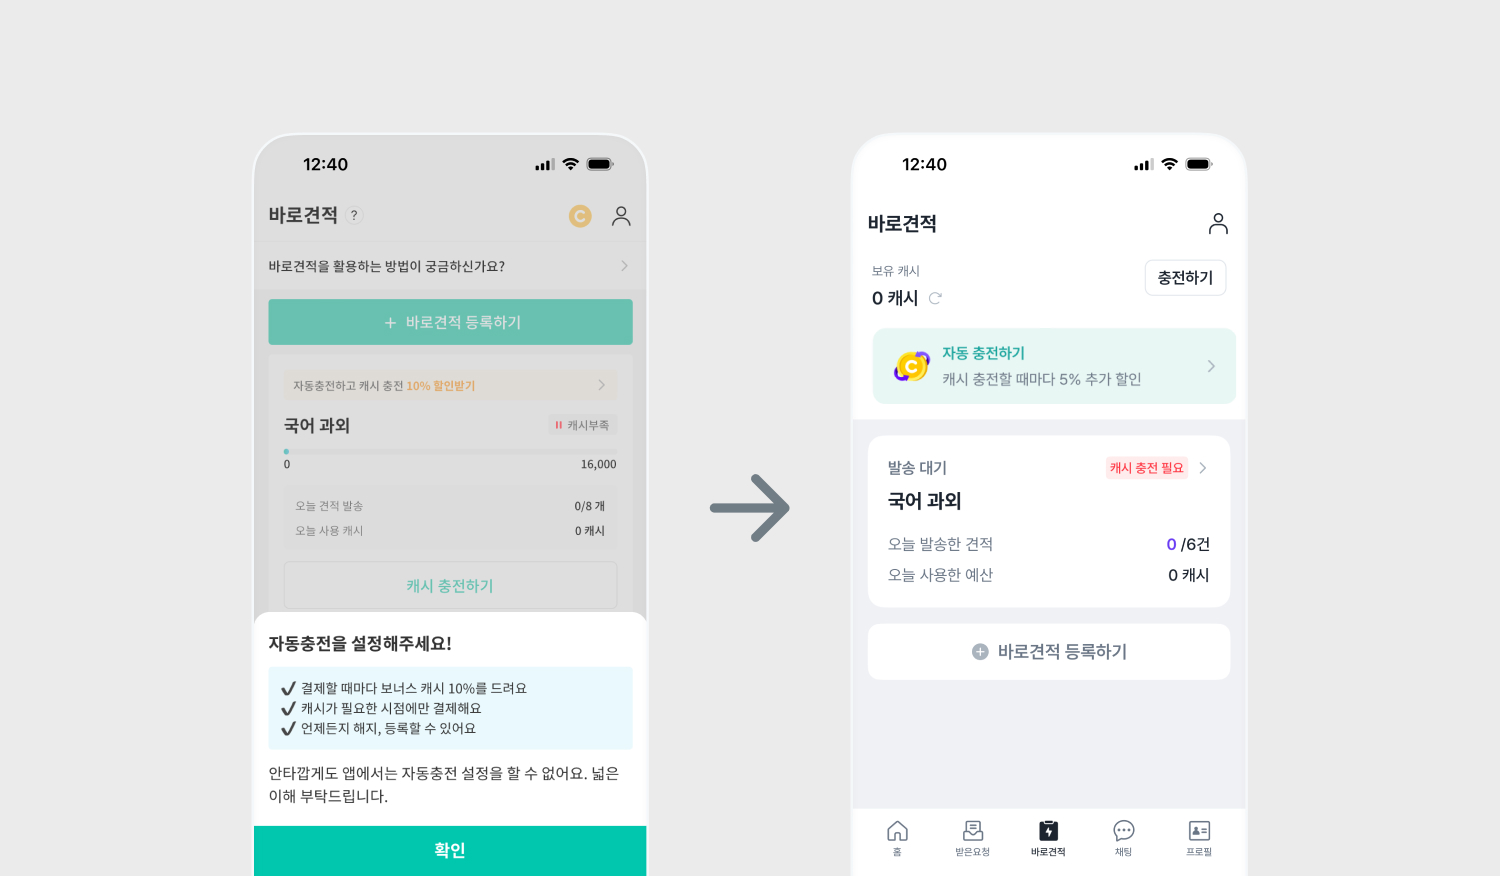 12:40
바로견적 ?
C
바로견적을 활용하는 방법이 궁금하신가요?
+ 바로견적 등록하기
자동충전하고 캐시 충전 10% 할인받기
국어 과외
캐시부족
0
16,000
오늘 견적 발송
0/8 개
오늘 사용 캐시
0 캐시
캐시 충전하기
자동충전을 설정해주세요!
✔ 결제할 때마다 보너스 캐시 10%를 드려요
✔ 캐시가 필요한 시점에만 결제해요
✔ 언제든지 해지, 등록할 수 있어요
안타깝게도 앱에서는 자동충전 설정을 할 수 없어요. 넓은
이해 부탁드립니다.
확인
12:40
바로견적
보유 캐시
0 캐시
충전하기
C
자동 충전하기
캐시 충전할 때마다 5% 추가 할인
발송 대기
캐시 충전 필요
국어 과외
오늘 발송한 견적
0 /6건
오늘 사용한 예산
0 캐시
바로견적 등록하기
홈
받은요청
바로견적
채팅
프로필